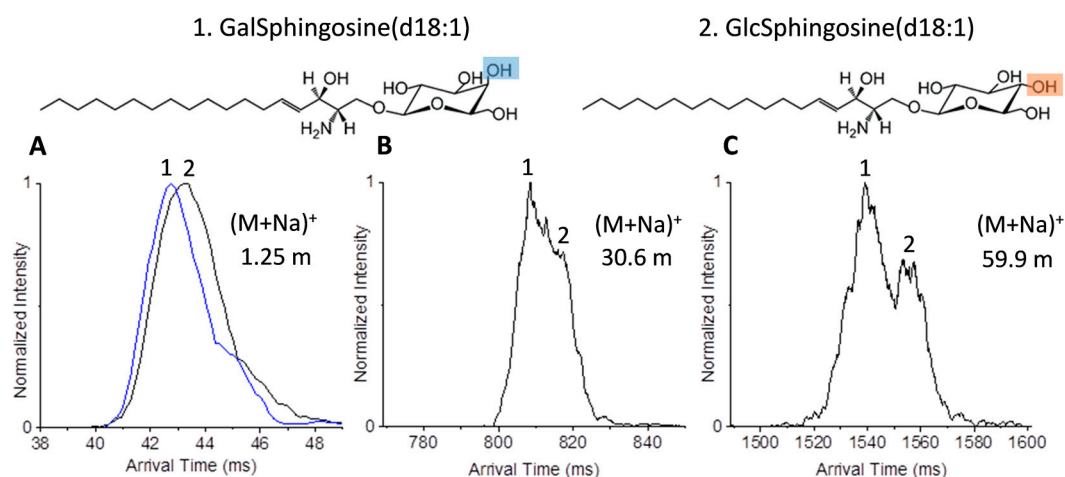 1. GalSphingosine(d18:1)
2. GlcSphingosine(d18:1)
H OH
HO
OH
OH
O
O
OH
H₂N H
H OH
HO
OH
OH
O
O
OH
H₂N H
A
1 2
(M+Na)⁺
1.25 m
Normalized Intensity
1
0
38 40 42 44 46 48
Arrival Time (ms)
B
1
2
(M+Na)⁺
30.6 m
Normalized Intensity
1
0
780 800 820 840
Arrival Time (ms)
C
1
2
(M+Na)⁺
59.9 m
Normalized Intensity
1
0
1500 1520 1540 1560 1580 1600
Arrival Time (ms)